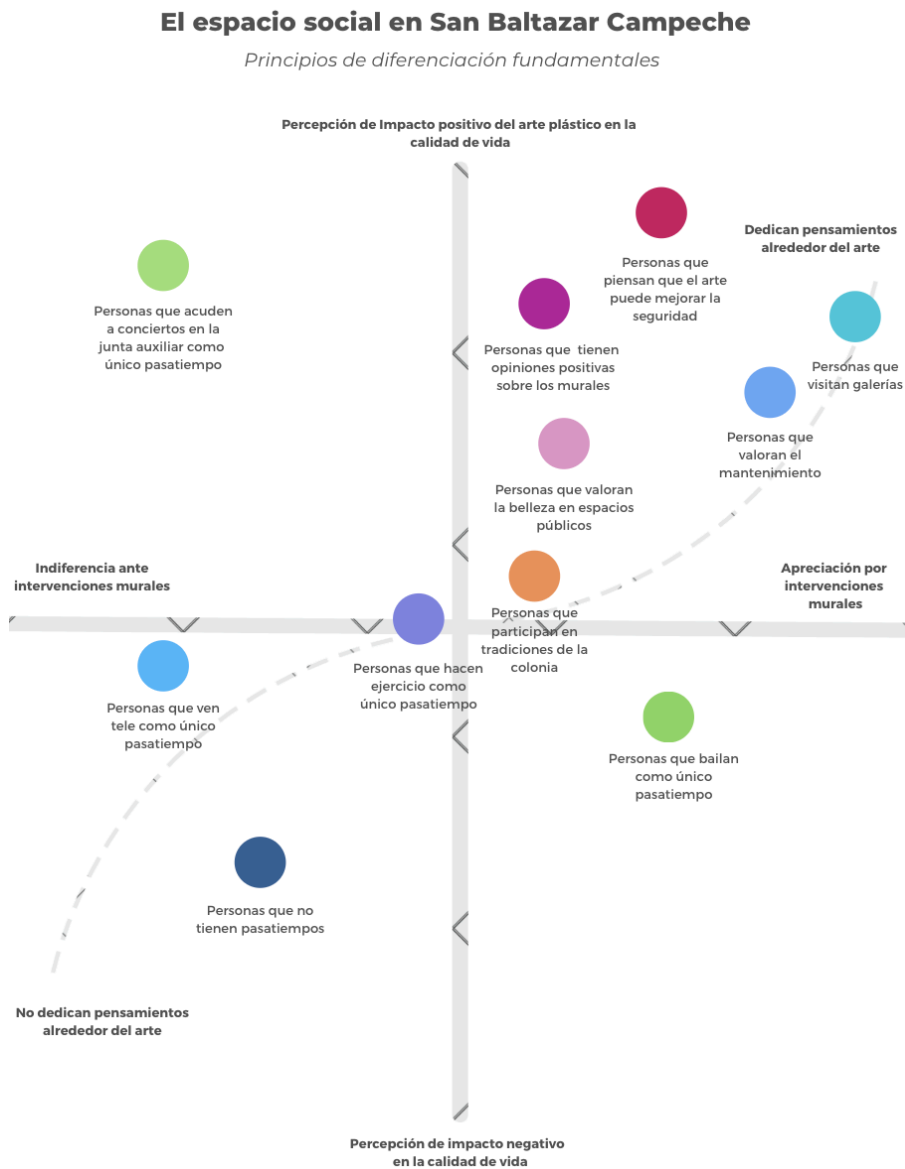 El espacio social en San Baltazar Campeche
Principios de diferenciación fundamentales
Percepción de Impacto positivo del arte plástico en la
calidad de vida
Dedican pensamientos
alrededor del arte
Personas que
piensan que el arte
puede mejorar la
seguridad
Personas que acuden
a conciertos en la
junta auxiliar como
único pasatiempo
Personas que tienen
opiniones positivas
sobre los murales
Personas que
visitan galerías
Personas que
valoran el
mantenimiento
Personas que valoran
la belleza en espacios
públicos
Indiferencia ante
intervenciones murales
Apreciación por
intervenciones
murales
Personas que
participan en
tradiciones de la
colonia
Personas que hacen
ejercicio como
único pasatiempo
Personas que ven
tele como único
pasatiempo
Personas que bailan
como único
pasatiempo
Personas que no
tienen pasatiempos
No dedican pensamientos
alrededor del arte
Percepción de impacto negativo
en la calidad de vida